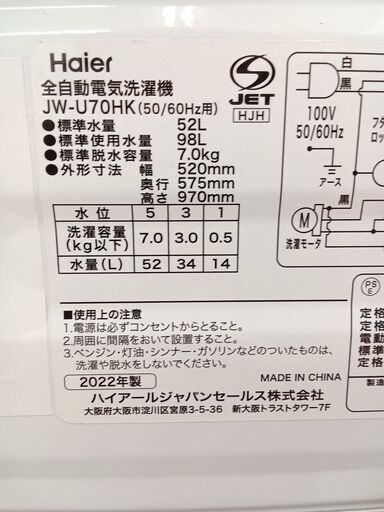 Haier
全自動電気洗濯機
JW-U70HK(50/60Hz用)
●標準水量 52L
●標準使用水量 98L
●標準脱水容量 7.0kg
●外形寸法 幅 520mm
奥行 575mm
高さ 970mm
水位 5 3 1
洗濯容量(kg以下) 7.0 3.0 0.5
水量(L) 52 34 14
JET
HJH
白
黒
100V
50/60Hz
アース
黒
M
洗濯モータ
■使用上の注意
1.電源は必ずコンセントからとること。
2.周囲に間隔をおいて設置すること。
3.ベンジン・灯油・シンナー・ガソリンなどのついたものは、
洗濯や脱水をしないでください。
2022年製
MADE IN CHINA
ハイアールジャパンセールス株式会社
大阪府大阪市淀川区宮原3-5-36 新大阪トラストタワー7F
PS
E
定格
定格
電動
標準
定格
製造